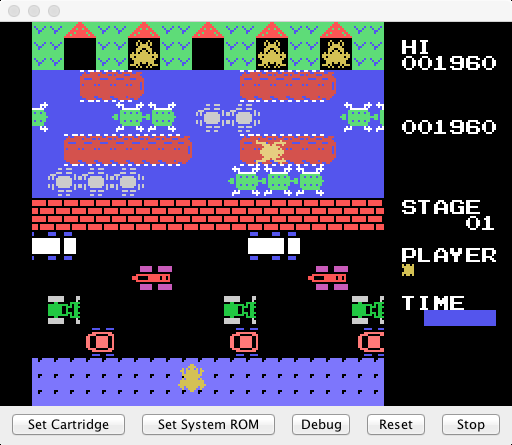 HI
001960
001960
STAGE
01
PLAYER
TIME
Set Cartridge
Set System ROM
Debug
Reset
Stop